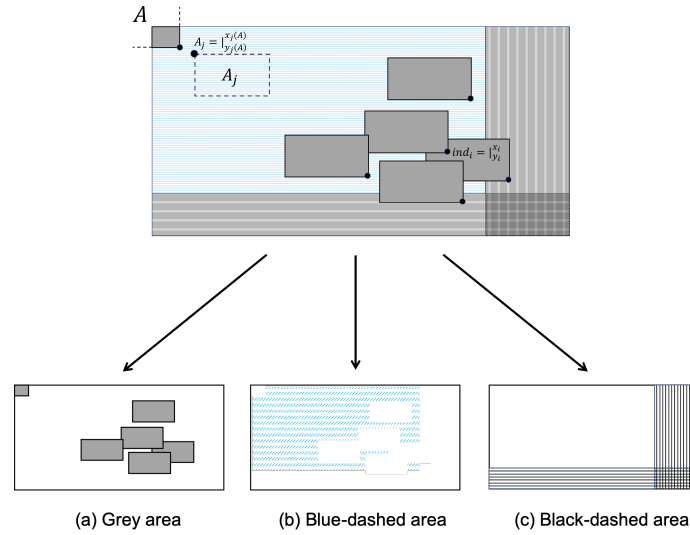 A
A_j = |^{x_j(A)}_{y_j(A)}
A_j
ind_i = |^{x_i}_{y_i}
(a) Grey area
(b) Blue-dashed area
(c) Black-dashed area